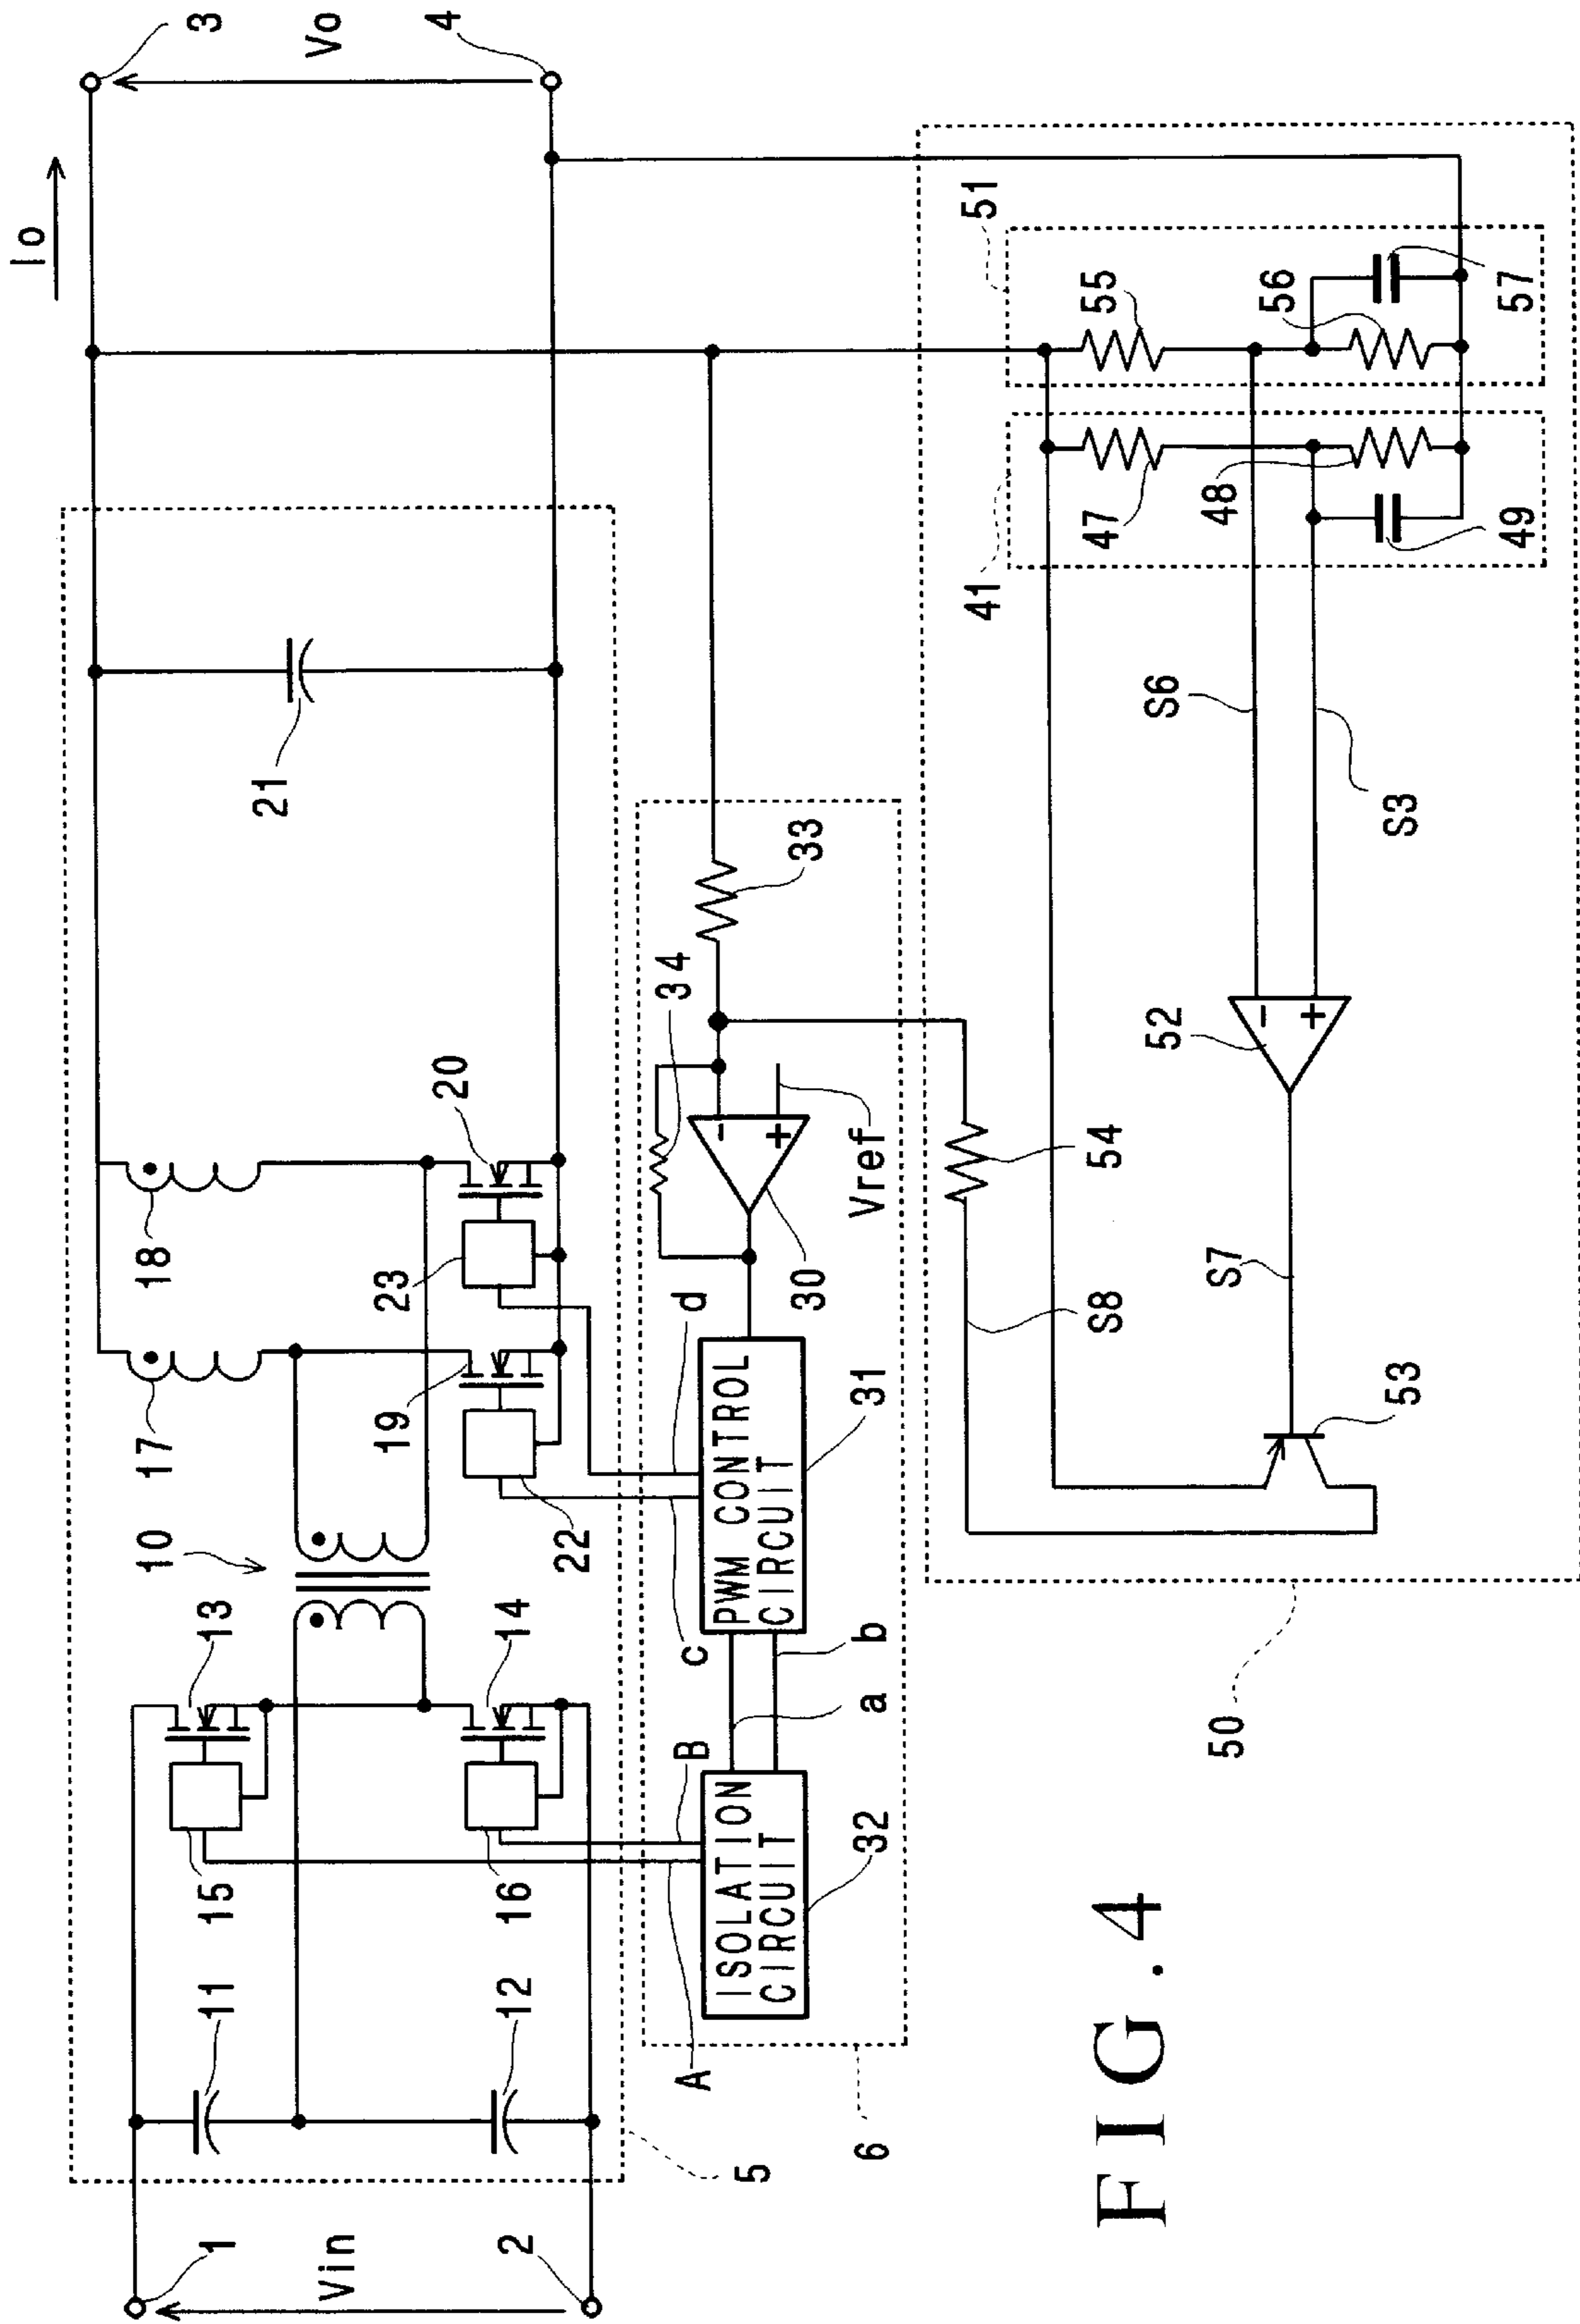 Io
3
Vo
4
1
Vin
2
11
12
13
14
15
16
10
17
18
19
20
21
22
23
5
A
B
c
d
a
b
ISOLATION
CIRCUIT
32
PWM CONTROL
CIRCUIT
31
34
-
+
30
Vref
33
6
54
S8
S7
53
52
-
+
S6
S3
41
47
48
49
51
55
56
57
50
FIG.4